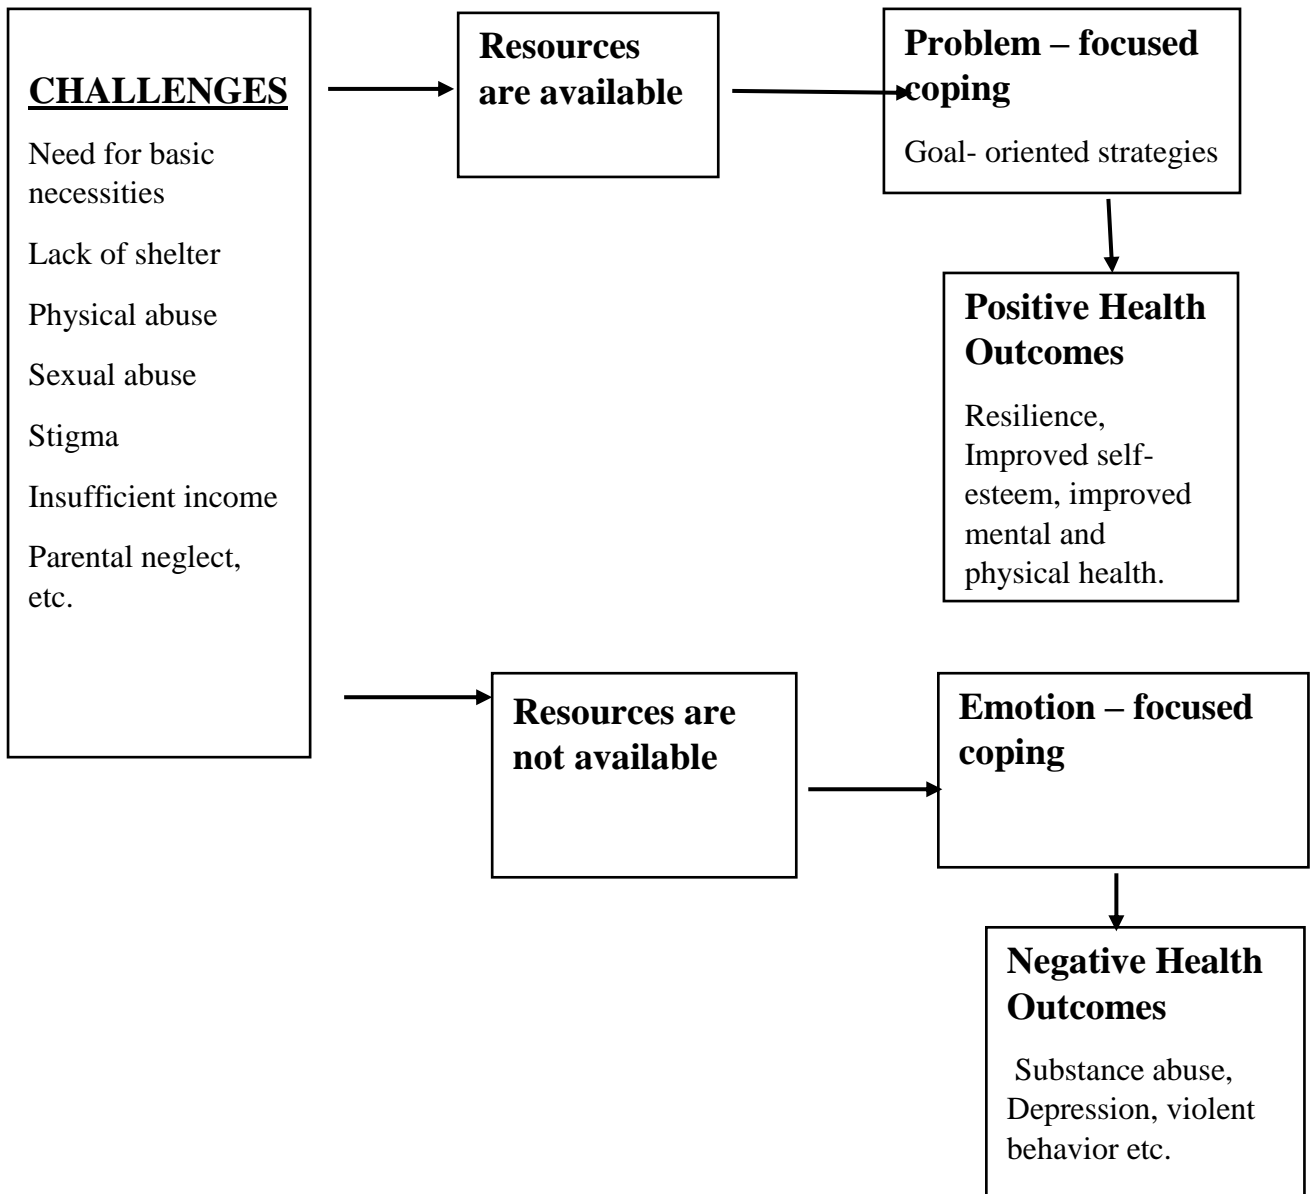 CHALLENGES
Need for basic
necessities
Lack of shelter
Physical abuse
Sexual abuse
Stigma
Insufficient income
Parental neglect,
etc.
Resources
are available
Problem – focused
coping
Goal- oriented strategies
Positive Health
Outcomes
Resilience,
Improved self-
esteem, improved
mental and
physical health.
Resources are
not available
Emotion – focused
coping
Negative Health
Outcomes
Substance abuse,
Depression, violent
behavior etc.